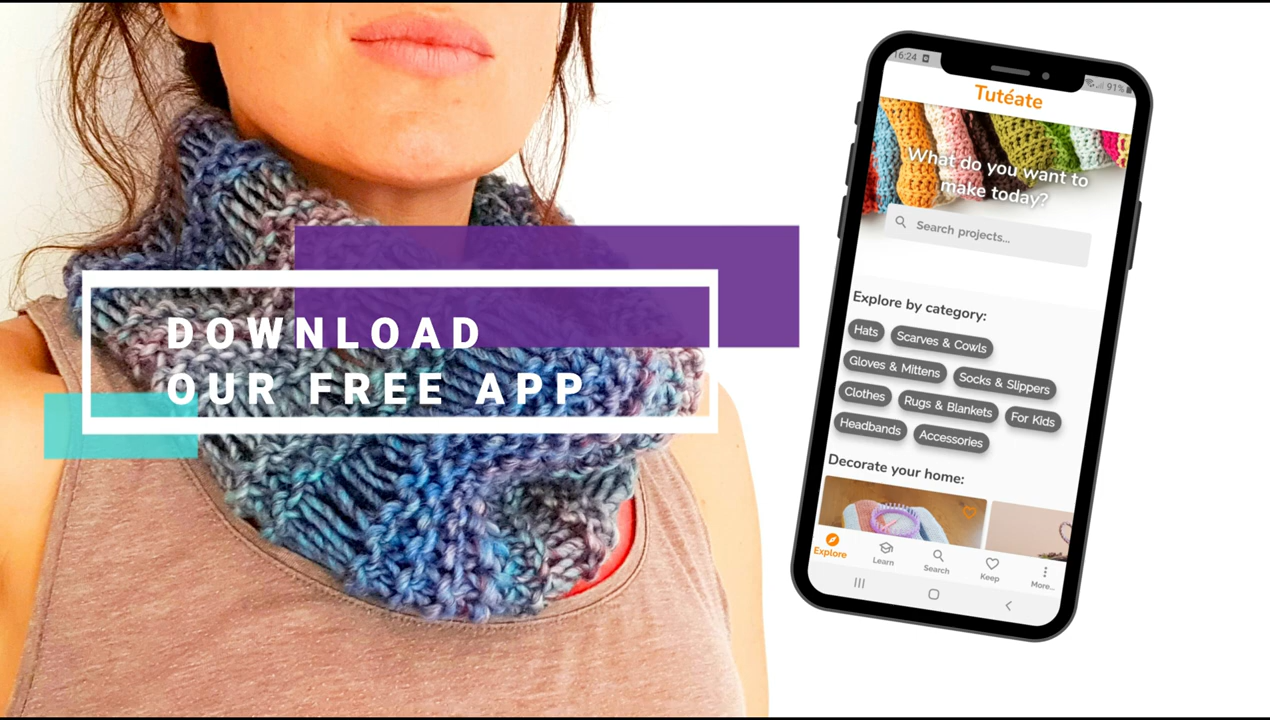 DOWNLOAD
OUR FREE APP
16:24
91%
Tutéate
What do you want to
make today?
Search projects...
Explore by category:
Hats
Scarves & Cowls
Gloves & Mittens
Socks & Slippers
Clothes
Rugs & Blankets
For Kids
Headbands
Accessories
Decorate your home:
Explore
Learn
Search
Keep
More...